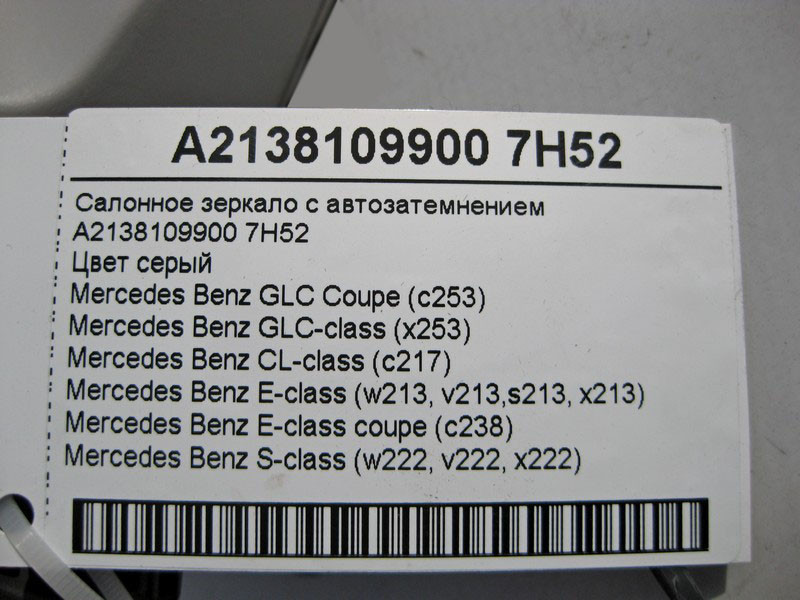 A2138109900 7H52
Салонное зеркало с автозатемнением
A2138109900 7H52
Цвет серый
Mercedes Benz GLC Coupe (c253)
Mercedes Benz GLC-class (x253)
Mercedes Benz CL-class (c217)
Mercedes Benz E-class (w213, v213,s213, x213)
Mercedes Benz E-class coupe (c238)
Mercedes Benz S-class (w222, v222, x222)